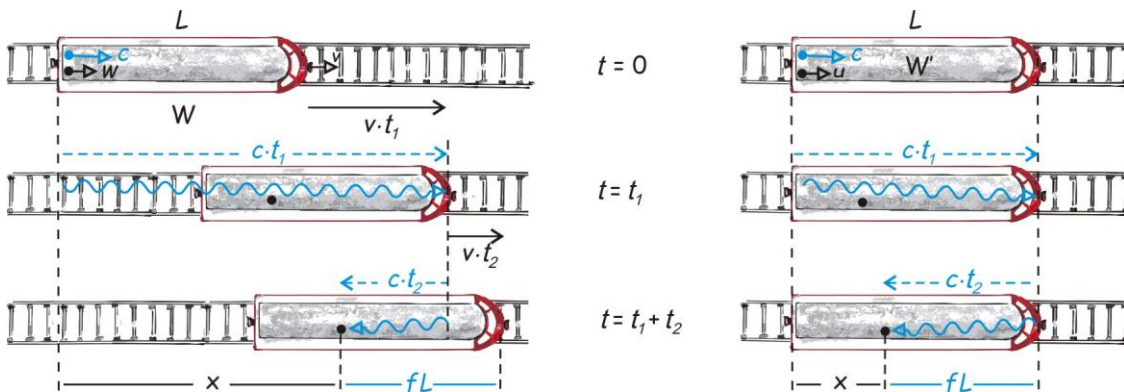 L
L
c
w
v
t = 0
c
u
W'
W
v·t₁
c·t₁
c·t₁
t = t₁
v·t₂
c·t₂
c·t₂
t = t₁ + t₂
x
fL
x
fL